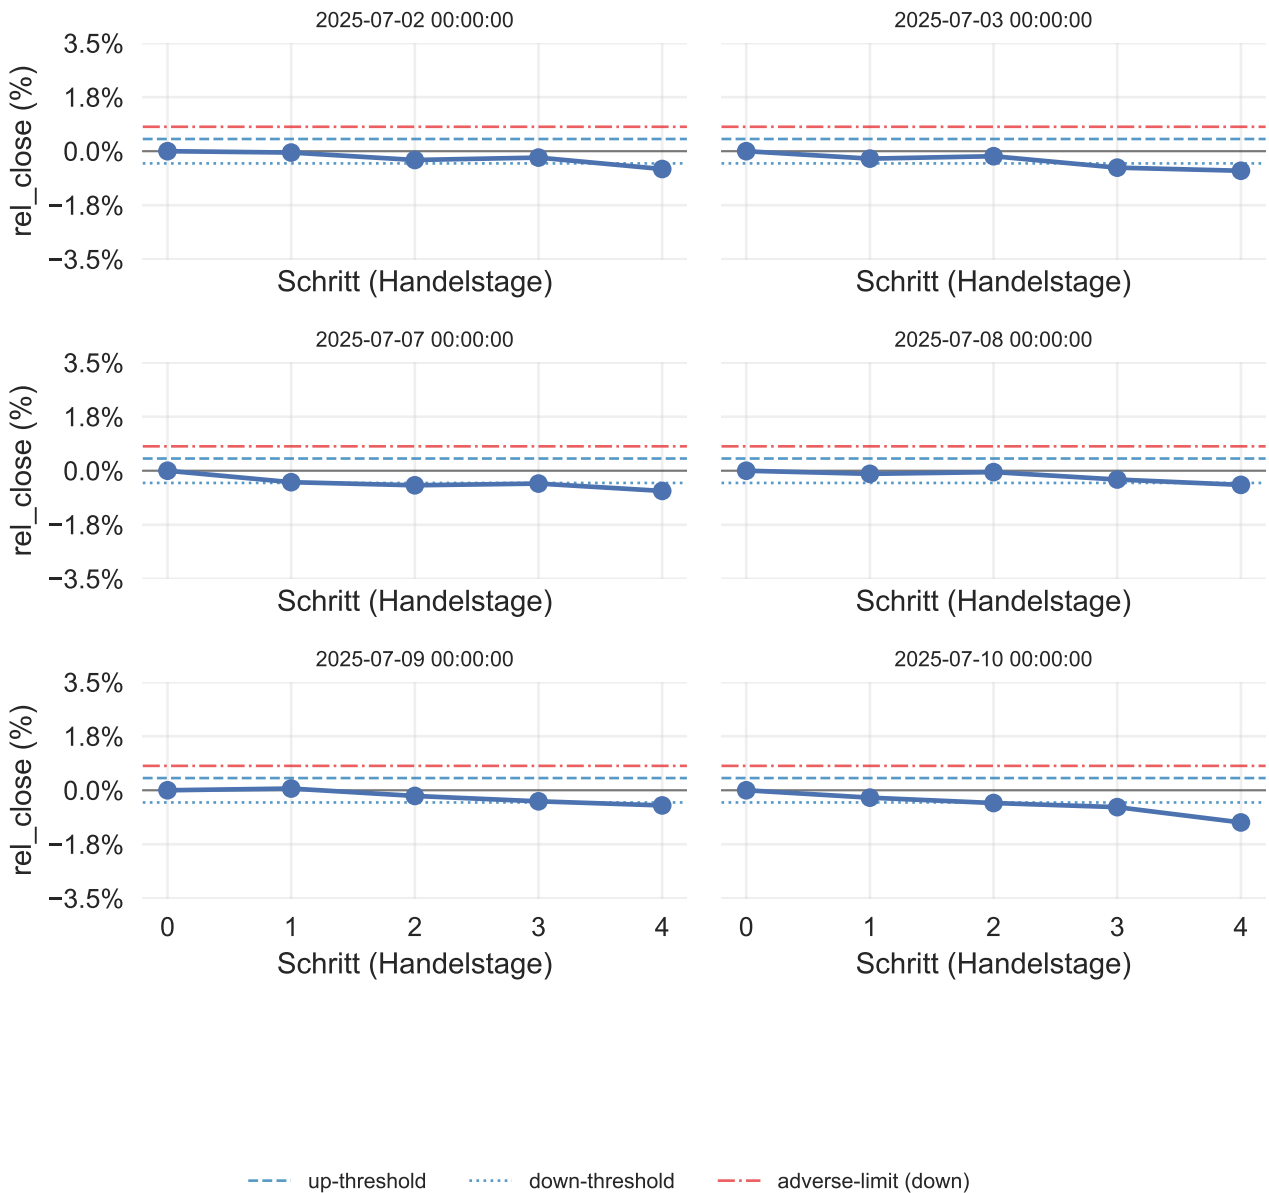 2025-07-02 00:00:00
2025-07-03 00:00:00
3.5%
1.8%
0.0%
−1.8%
−3.5%
rel_close (%)
Schritt (Handelstage)
Schritt (Handelstage)
2025-07-07 00:00:00
2025-07-08 00:00:00
3.5%
1.8%
0.0%
−1.8%
−3.5%
rel_close (%)
Schritt (Handelstage)
Schritt (Handelstage)
2025-07-09 00:00:00
2025-07-10 00:00:00
3.5%
1.8%
0.0%
−1.8%
−3.5%
rel_close (%)
0 1 2 3 4
0 1 2 3 4
Schritt (Handelstage)
Schritt (Handelstage)
up-threshold down-threshold adverse-limit (down)